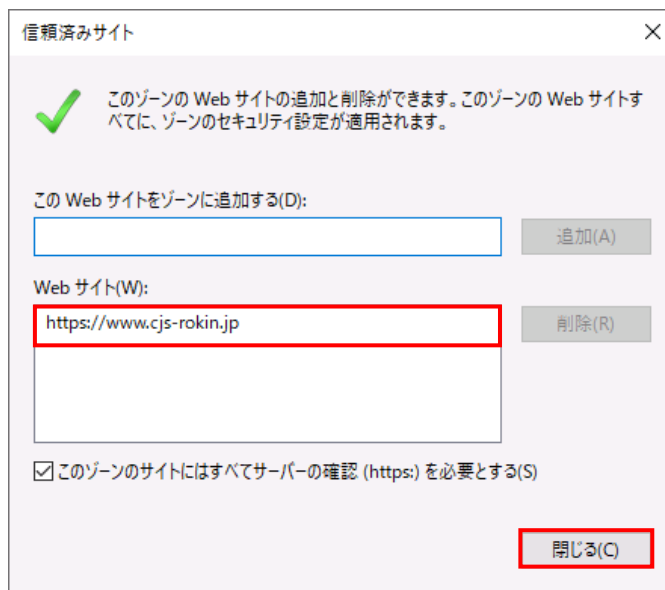 信頼済みサイト
このゾーンの Web サイトの追加と削除ができます。このゾーンの Web サイトす
べてに、ゾーンのセキュリティ設定が適用されます。
この Web サイトをゾーンに追加する(D):
追加(A)
Web サイト(W):
https://www.cjs-rokin.jp
削除(R)
このゾーンのサイトにはすべてサーバーの確認 (https:) を必要とする(S)
閉じる(C)